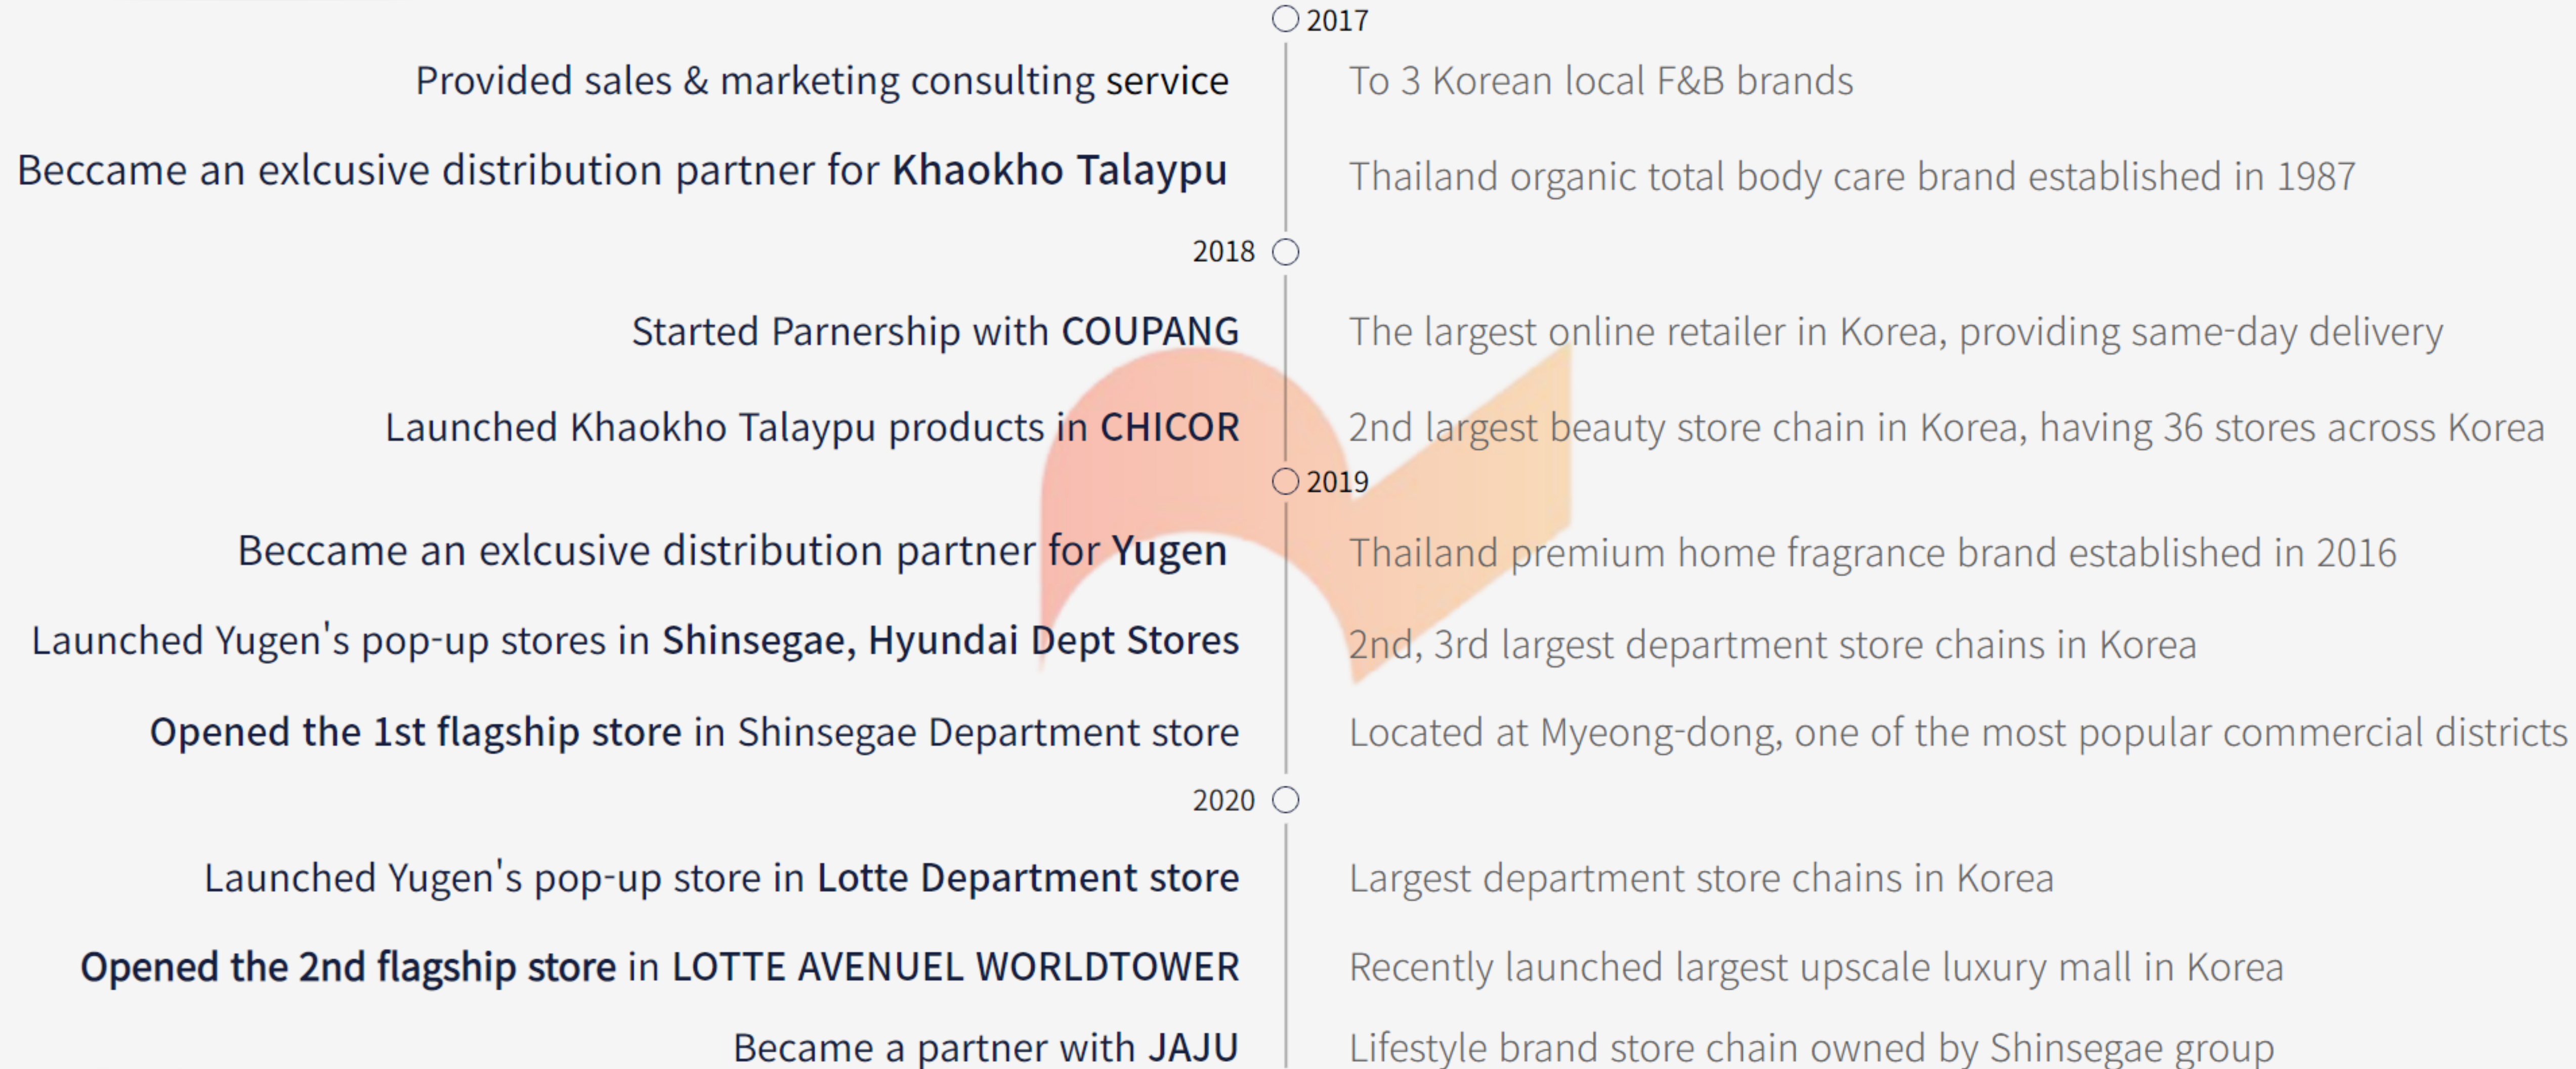 2017
Provided sales & marketing consulting service To 3 Korean local F&B brands
Beccame an exlcusive distribution partner for Khaokho Talaypu Thailand organic total body care brand established in 1987
2018
Started Parnership with COUPANG The largest online retailer in Korea, providing same-day delivery
Launched Khaokho Talaypu products in CHICOR 2nd largest beauty store chain in Korea, having 36 stores across Korea
2019
Beccame an exlcusive distribution partner for Yugen Thailand premium home fragrance brand established in 2016
Launched Yugen's pop-up stores in Shinsegae, Hyundai Dept Stores 2nd, 3rd largest department store chains in Korea
Opened the 1st flagship store in Shinsegae Department store Located at Myeong-dong, one of the most popular commercial districts
2020
Launched Yugen's pop-up store in Lotte Department store Largest department store chains in Korea
Opened the 2nd flagship store in LOTTE AVENUEL WORLDTOWER Recently launched largest upscale luxury mall in Korea
Became a partner with JAJU Lifestyle brand store chain owned by Shinsegae group